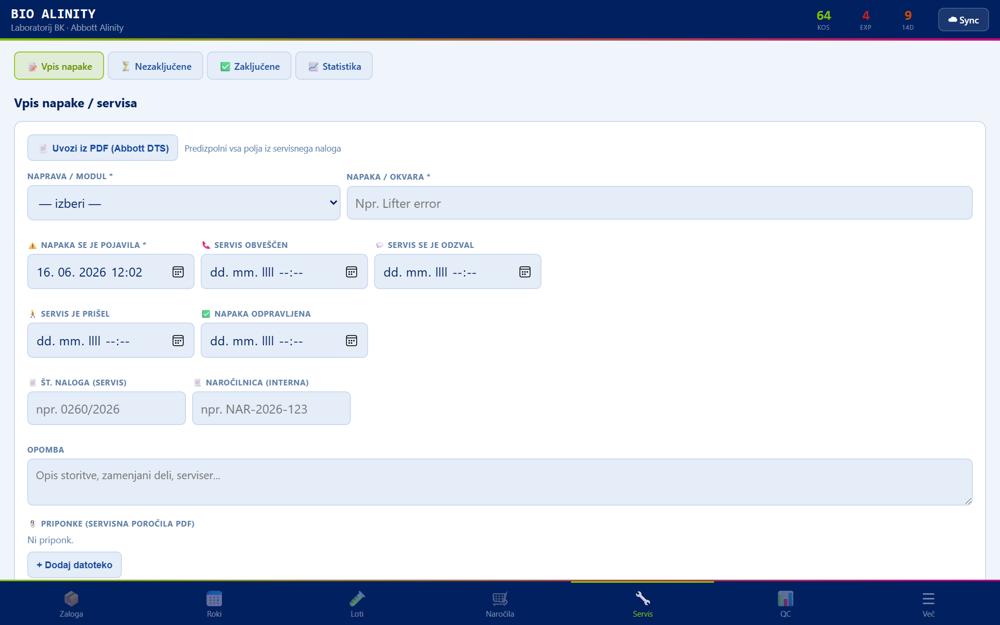 BIO ALINITY
Laboratorij BK · Abbott Alinity
64
KOS
4
EXP
9
14D
Sync
Vpis napake
Nezaključene
Zaključene
Statistika
Vpis napake / servisa
Uvozi iz PDF (Abbott DTS)
Predizpolni vsa polja iz servisnega naloga
NAPRAVA / MODUL *
NAPAKA / OKVARA *
— izberi —
Npr. Lifter error
NAPAKA SE JE POJAVILA *
SERVIS OBVEŠČEN
SERVIS SE JE ODZVAL
16. 06. 2026 12:02
dd. mm. llll --:--
dd. mm. llll --:--
SERVIS JE PRIŠEL
NAPAKA ODPRAVLJENA
dd. mm. llll --:--
dd. mm. llll --:--
ŠT. NALOGA (SERVIS)
NAROČILNICA (INTERNA)
npr. 0260/2026
npr. NAR-2026-123
OPOMBA
Opis storitve, zamenjani deli, serviser...
PRIPONKE (SERVISNA POROČILA PDF)
Ni priponk.
+ Dodaj datoteko
Zaloga
Roki
Loti
Naročila
Servis
QC
Več